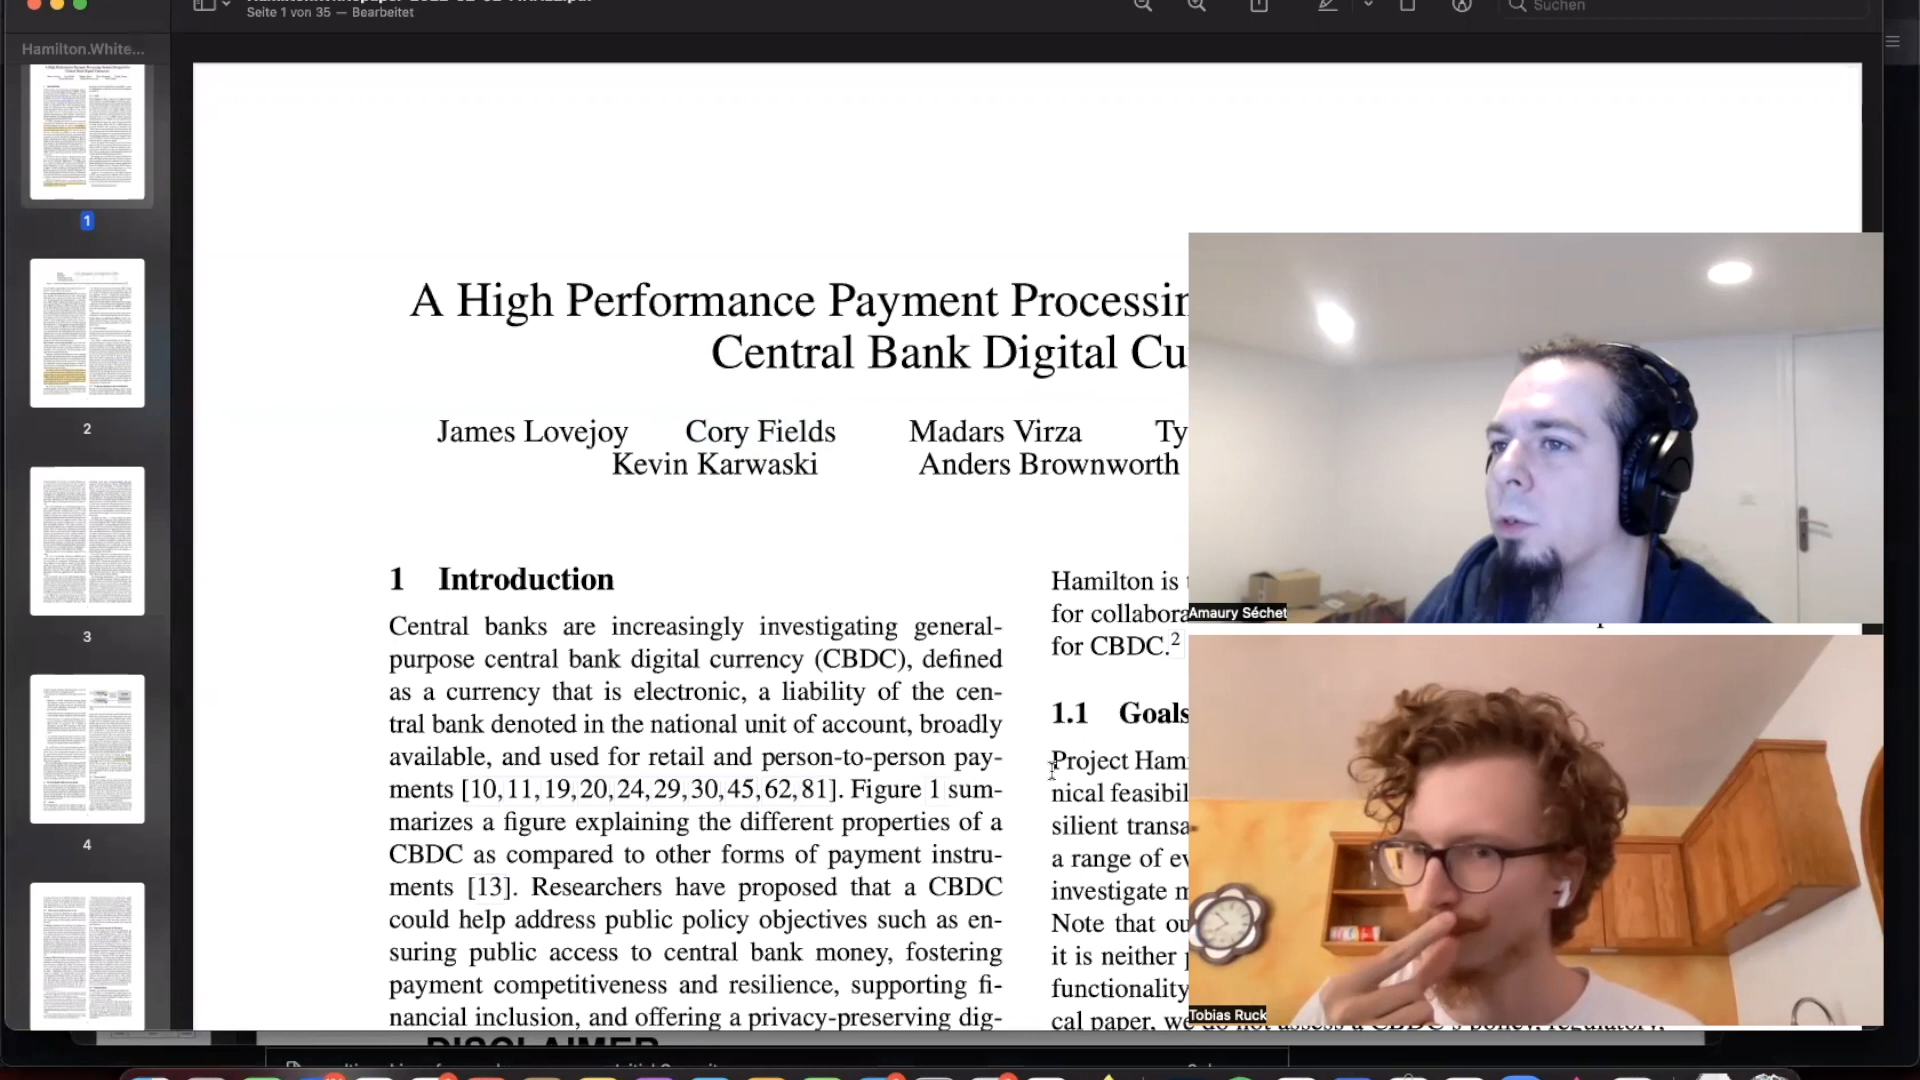 Seite 1 von 35 — Bearbeitet
Suchen
Hamilton.White...
1
2
3
4
A High Performance Payment Processin
Central Bank Digital Cu
James Lovejoy Cory Fields Madars Virza Ty
Kevin Karwaski Anders Brownworth
1 Introduction
Central banks are increasingly investigating general-
purpose central bank digital currency (CBDC), defined
as a currency that is electronic, a liability of the cen-
tral bank denoted in the national unit of account, broadly
available, and used for retail and person-to-person pay-
ments [10,11,19,20,24,29,30,45,62,81]. Figure 1 sum-
marizes a figure explaining the different properties of a
CBDC as compared to other forms of payment instru-
ments [13]. Researchers have proposed that a CBDC
could help address public policy objectives such as en-
suring public access to central bank money, fostering
payment competitiveness and resilience, supporting fi-
nancial inclusion, and offering a privacy-preserving dig-
Hamilton is
for collabora
for CBDC.2
1.1 Goals
Project Ham
nical feasibil
silient transa
a range of ev
investigate m
Note that ou
it is neither
functionality
cal paper, we do not assess a CBDC's policy, regulatory,
Amaury Séchet
Tobias Ruck
DISCLAIMER